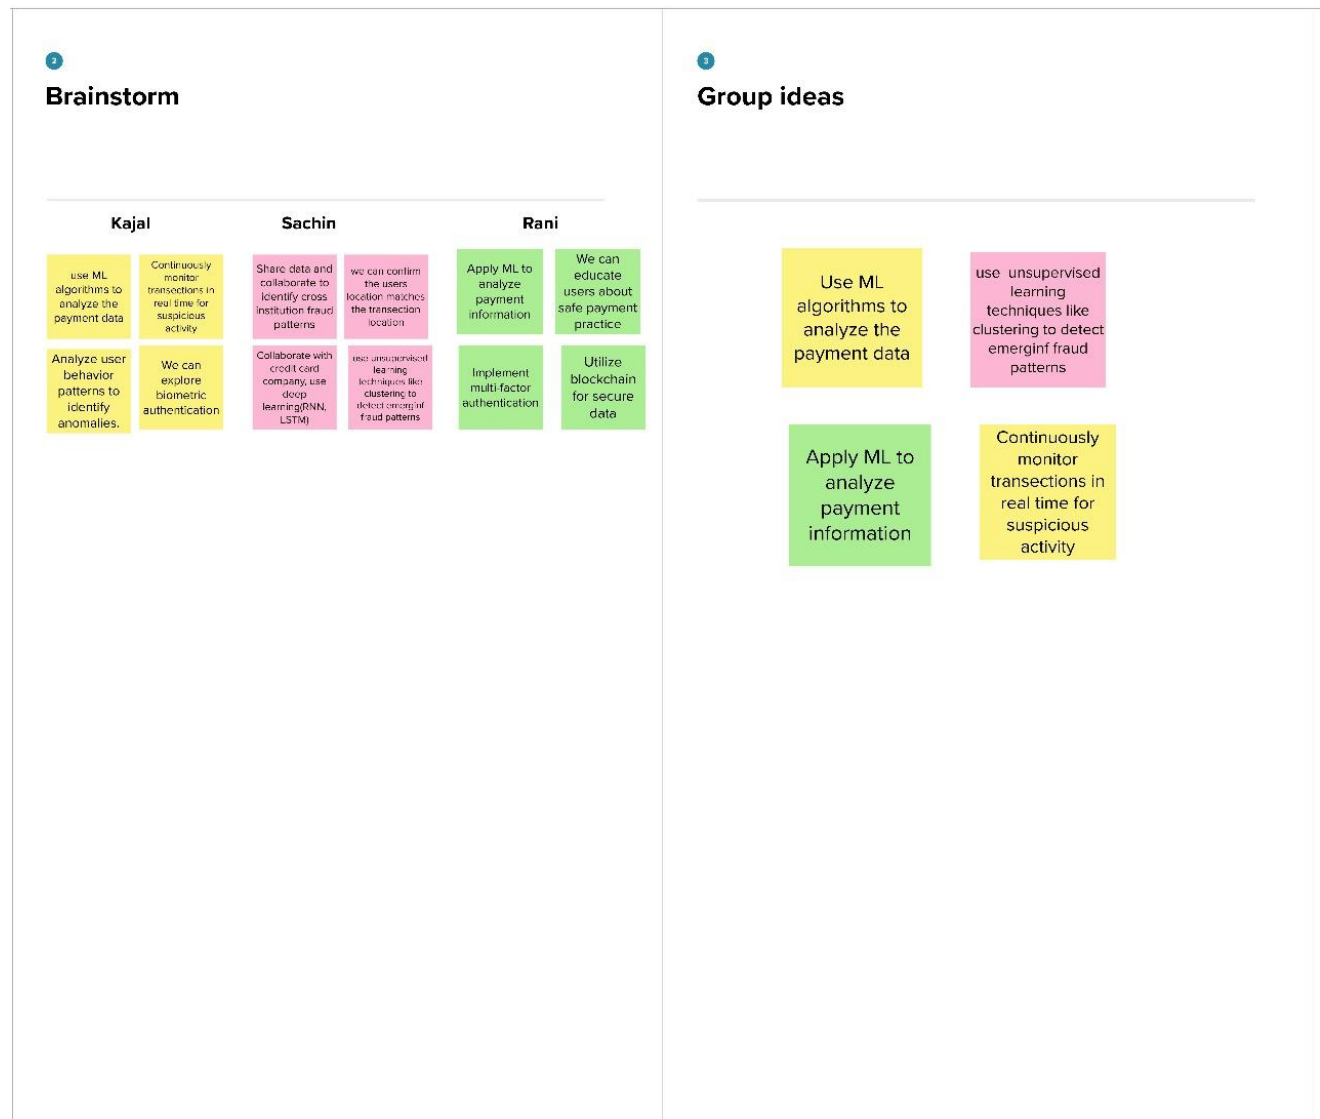 2
Brainstorm
Kajal
Sachin
Rani
use ML
algorithms to
analyze the
payment data
Continuously
monitor
transections in
real time for
suspicious
activity
Share data and
collaborate to
identify cross
institution fraud
patterns
we can confirm
the users
location matches
the transection
location
Apply ML to
analyze
payment
information
We can
educate
users about
safe payment
practice
Analyze user
behavior
patterns to
identify
anomalies.
We can
explore
biometric
authentication
Collaborate with
credit card
company, use
deep
learning(RNN,
LSTM)
use unsupervised
learning
techniques like
clustering to
detect emerginf
fraud patterns
Implement
multi-factor
authentication
Utilize
blockchain
for secure
data
3
Group ideas
Use ML
algorithms to
analyze the
payment data
use unsupervised
learning
techniques like
clustering to detect
emerginf fraud
patterns
Apply ML to
analyze
payment
information
Continuously
monitor
transections in
real time for
suspicious
activity